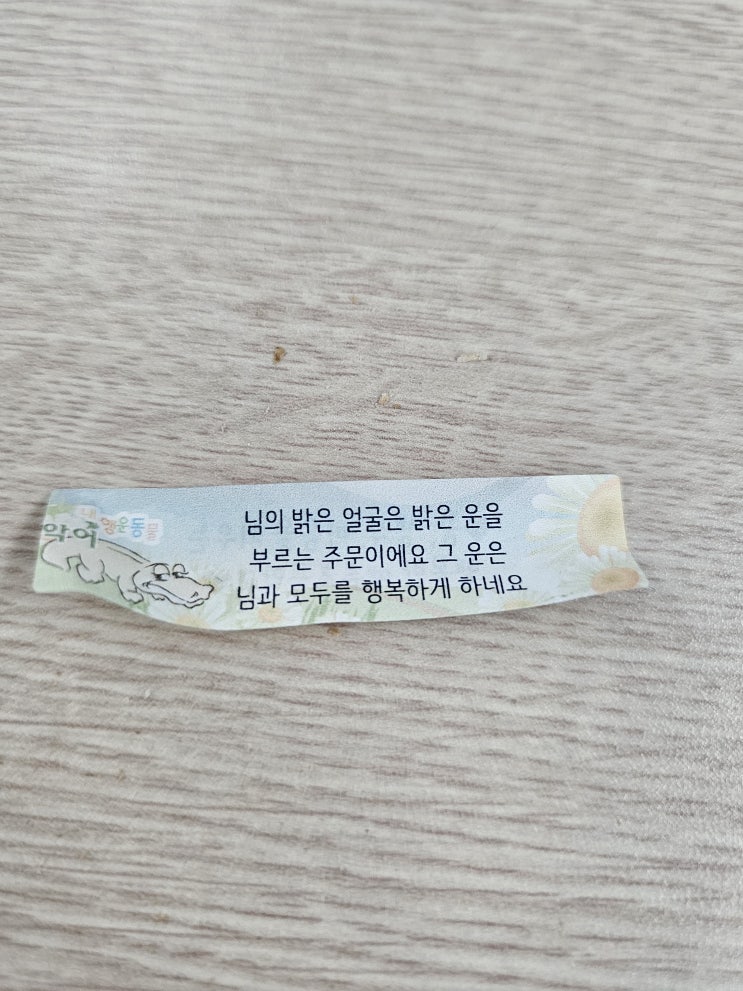 내 행운동물
악어
님의 밝은 얼굴은 밝은 운을
부르는 주문이에요 그 운은
님과 모두를 행복하게 하네요